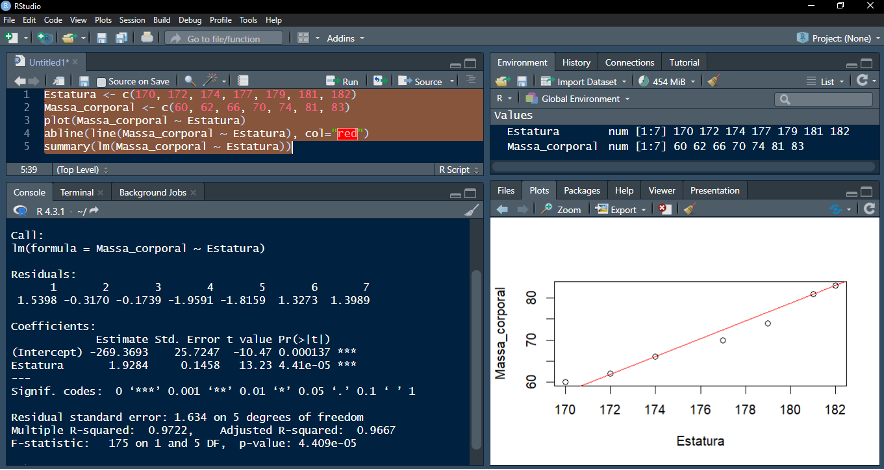 RStudio
File Edit Code View Plots Session Build Debug Profile Tools Help
Go to file/function Addins Project: (None)
Untitled1*
Source on Save Run Source
1 Estatura <- c(170, 172, 174, 177, 179, 181, 182)
2 Massa_corporal <- c(60, 62, 66, 70, 74, 81, 83)
3 plot(Massa_corporal ~ Estatura)
4 abline(line(Massa_corporal ~ Estatura), col="red")
5 summary(lm(Massa_corporal ~ Estatura))
5:39 (Top Level) R Script
Console Terminal Background Jobs
R 4.3.1 · ~/
Call:
lm(formula = Massa_corporal ~ Estatura)
Residuals:
1 2 3 4 5 6 7
1.5398 -0.3170 -0.1739 -1.9591 -1.8159 1.3273 1.3989
Coefficients:
Estimate Std. Error t value Pr(>|t|)
(Intercept) -269.3693 25.7247 -10.47 0.000137 ***
Estatura 1.9284 0.1458 13.23 4.41e-05 ***
---
Signif. codes: 0 ‘***’ 0.001 ‘**’ 0.01 ‘*’ 0.05 ‘.’ 0.1 ‘ ’ 1
Residual standard error: 1.634 on 5 degrees of freedom
Multiple R-squared: 0.9722, Adjusted R-squared: 0.9667
F-statistic: 175 on 1 and 5 DF, p-value: 4.409e-05
Environment History Connections Tutorial
Import Dataset 454 MiB List
R Global Environment
Values
Estatura num [1:7] 170 172 174 177 179 181 182
Massa_corporal num [1:7] 60 62 66 70 74 81 83
Files Plots Packages Help Viewer Presentation
Zoom Export
Massa_corporal
80
70
60
170 172 174 176 178 180 182
Estatura